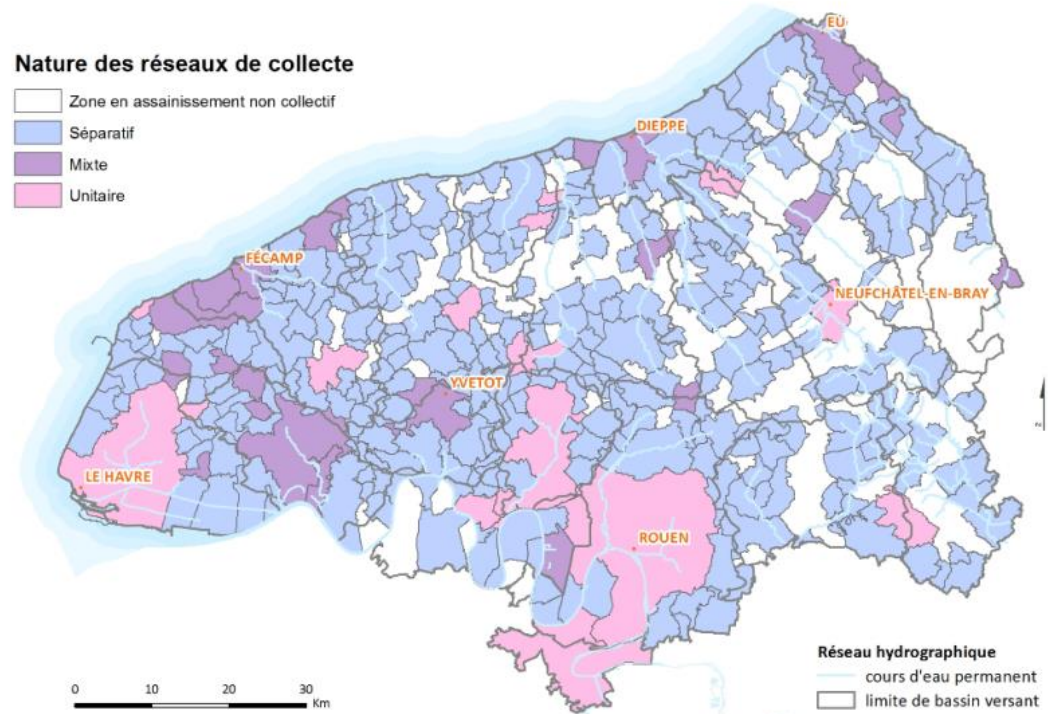 Nature des réseaux de collecte
Zone en assainissement non collectif
Séparatif
Mixte
Unitaire
EU
DIEPPE
FÉCAMP
NEUFCHÂTEL-EN-BRAY
YVETOT
LE HAVRE
ROUEN
Réseau hydrographique
cours d'eau permanent
limite de bassin versant
0 10 20 30
Km